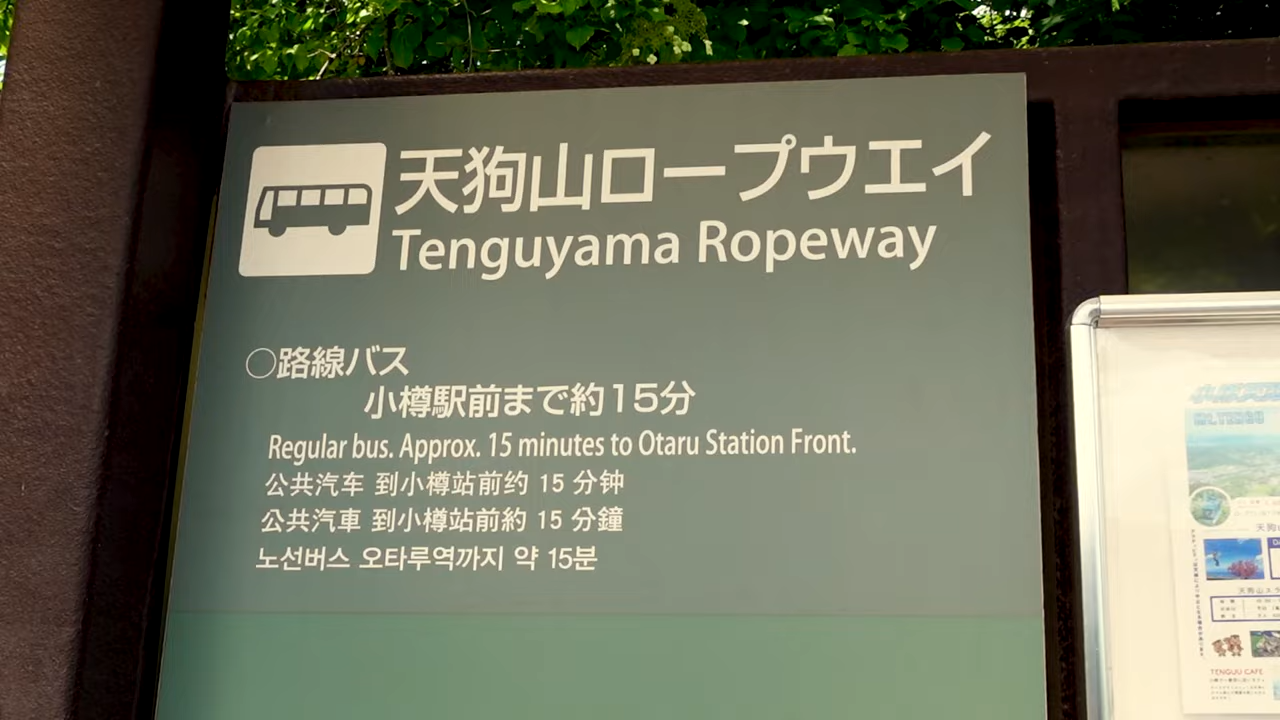 天狗山ロープウエイ
Tenguyama Ropeway
○路線バス
小樽駅前まで約15分
Regular bus. Approx. 15 minutes to Otaru Station Front.
公共汽车 到小樽站前约 15 分钟
公共汽車 到小樽站前約 15 分鐘
노선버스 오타루역까지 약 15분
TENGUU CAFE